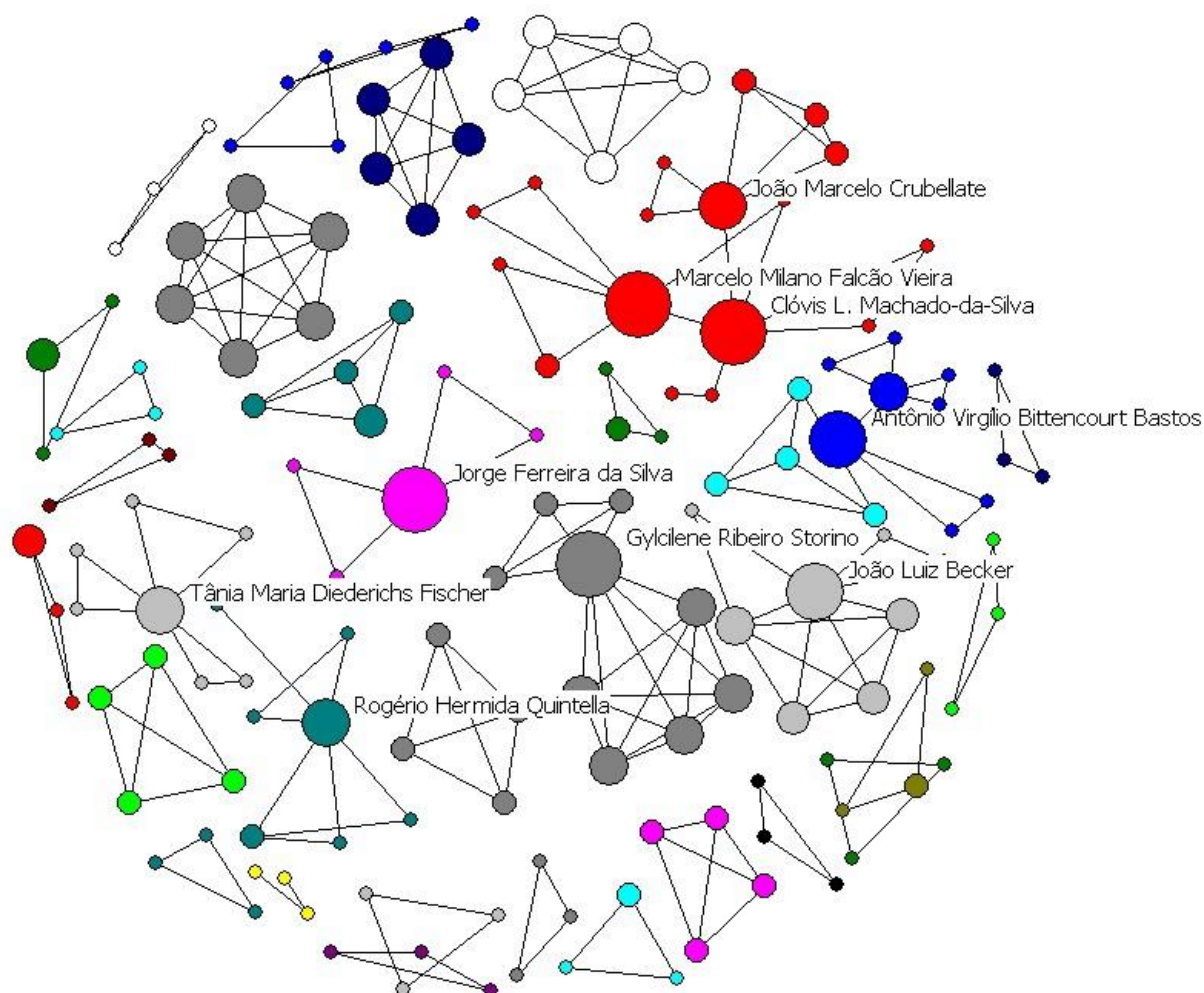 João Marcelo Crubellate
Marcelo Milano Falcão Vieira
Clóvis L. Machado-da-Silva
Antônio Virgílio Bittencourt Bastos
Jorge Ferreira da Silva
Gylcilene Ribeiro Storino
João Luiz Becker
Tânia Maria Diederichs Fischer
Rogério Hermida Quintella